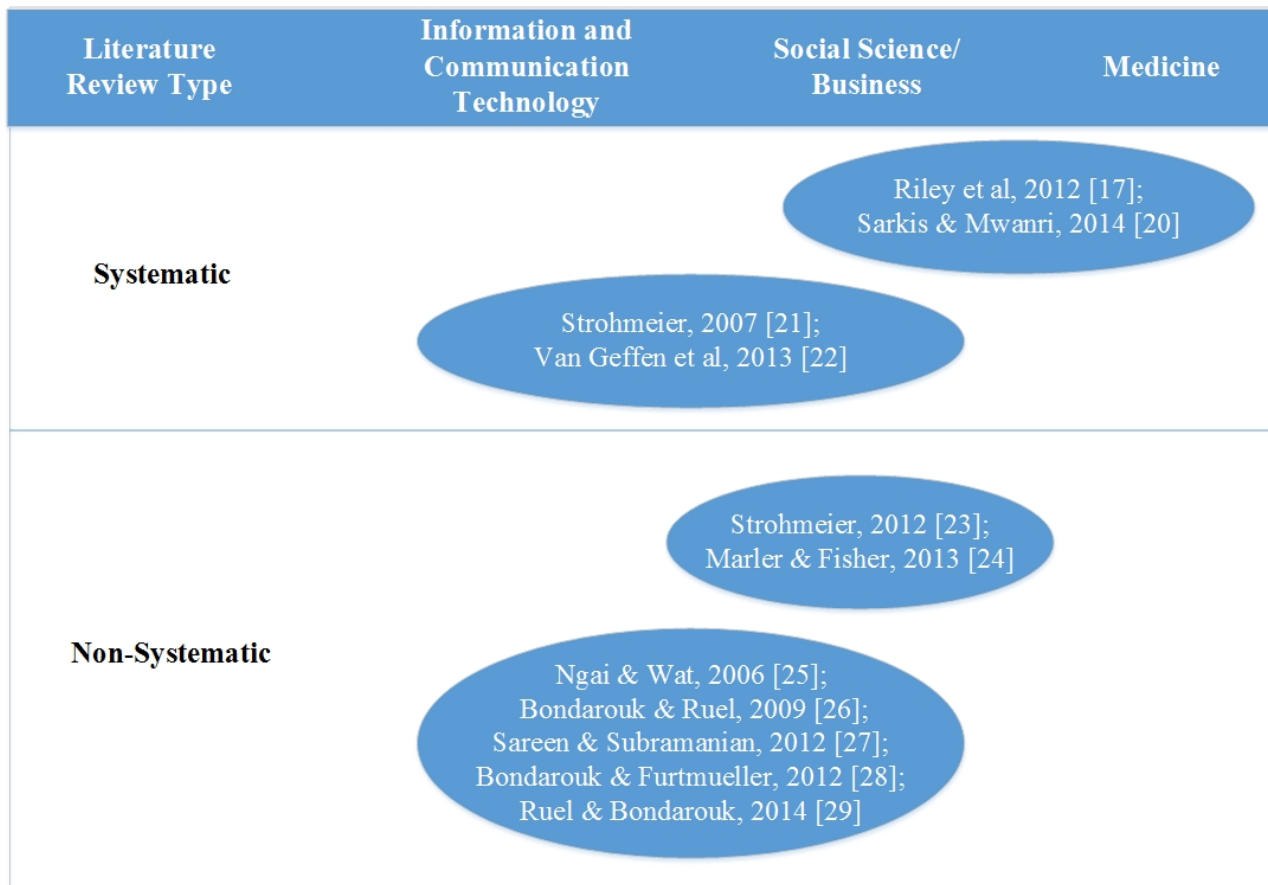 Literature
Review Type
Information and
Communication
Technology
Social Science/
Business
Medicine
Systematic
Riley et al, 2012 [17];
Sarkis & Mwanri, 2014 [20]
Strohmeier, 2007 [21];
Van Geffen et al, 2013 [22]
Non-Systematic
Strohmeier, 2012 [23];
Marler & Fisher, 2013 [24]
Ngai & Wat, 2006 [25];
Bondarouk & Ruel, 2009 [26];
Sareen & Subramanian, 2012 [27];
Bondarouk & Furtmueller, 2012 [28];
Ruel & Bondarouk, 2014 [29]